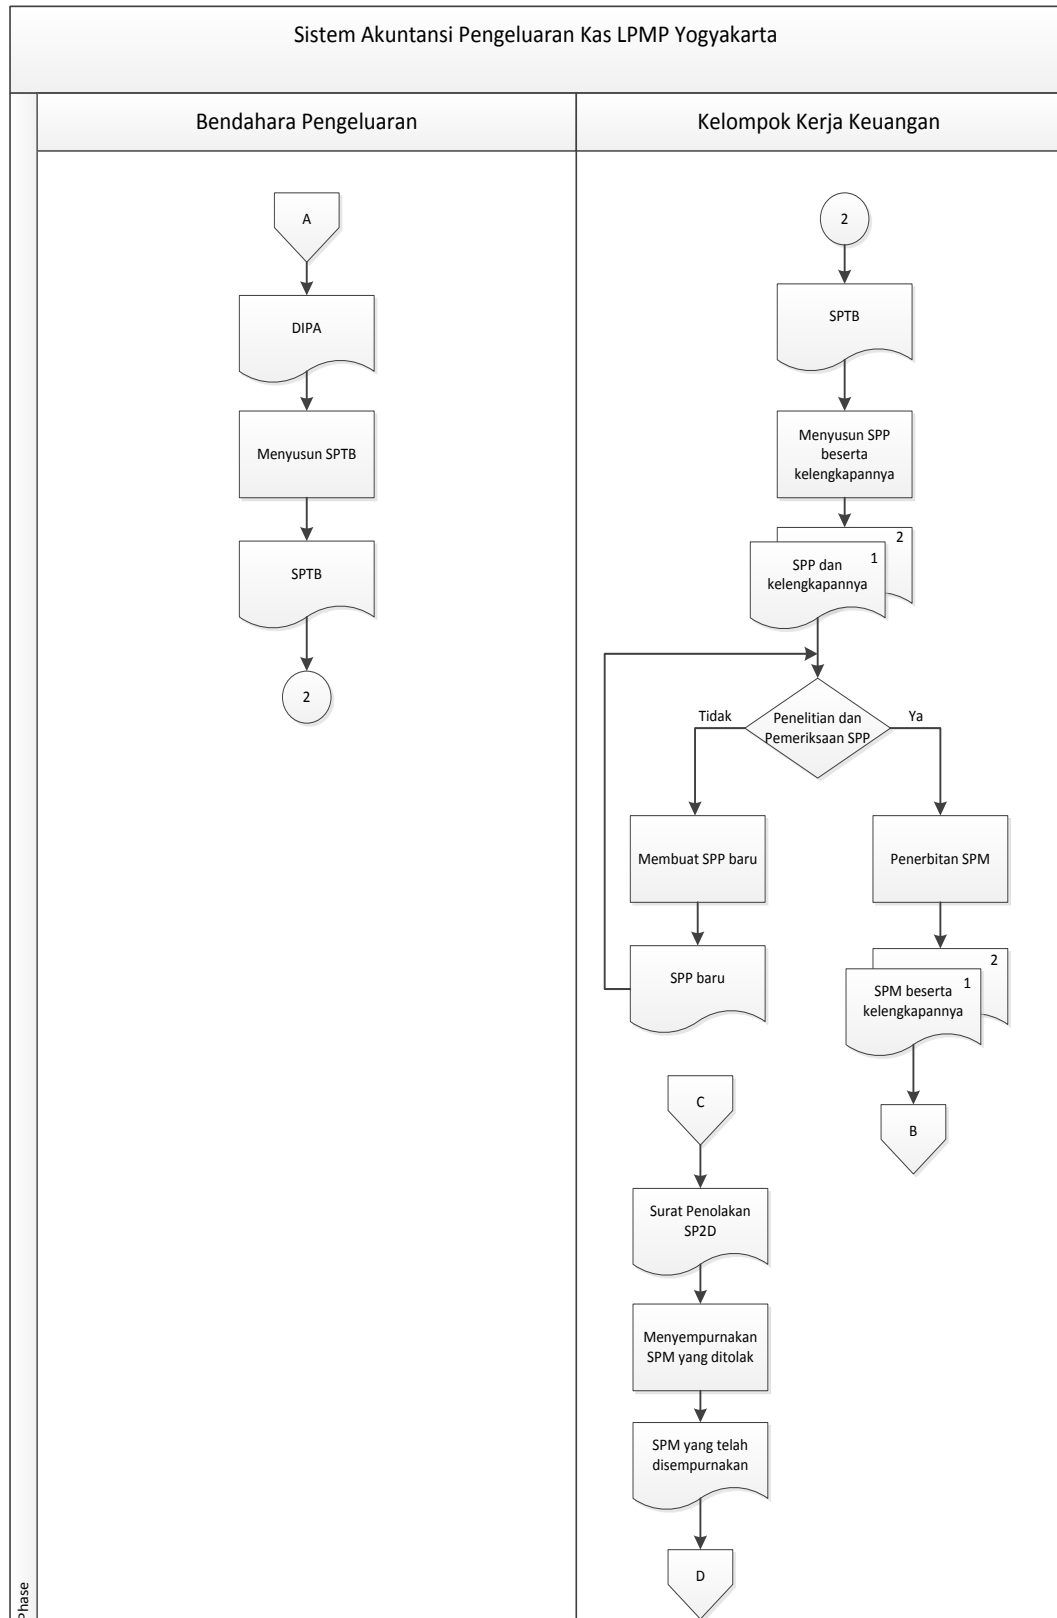 Sistem Akuntansi Pengeluaran Kas LPMP Yogyakarta
Bendahara Pengeluaran
Kelompok Kerja Keuangan
A
DIPA
Menyusun SPTB
SPTB
2
2
SPTB
Menyusun SPP
beserta
kelengkapannya
2
1
SPP dan
kelengkapannya
Penelitian dan
Pemeriksaan SPP
Tidak
Ya
Membuat SPP baru
SPP baru
Penerbitan SPM
2
1
SPM beserta
kelengkapannya
B
C
Surat Penolakan
SP2D
Menyempurnakan
SPM yang ditolak
SPM yang telah
disempurnakan
D
Phase